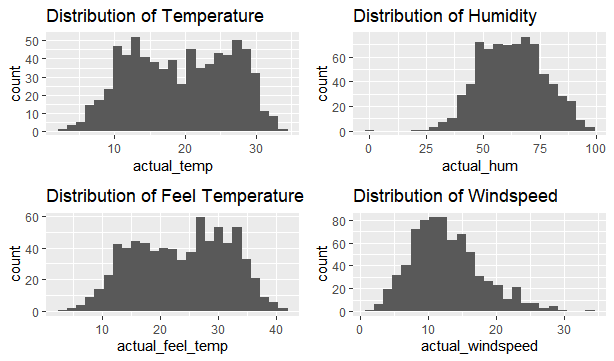 Distribution of Temperature
count
50
40
30
20
10
0
10
20
30
actual_temp
Distribution of Humidity
count
60
40
20
0
0
25
50
75
100
actual_hum
Distribution of Feel Temperature
count
60
40
20
0
10
20
30
40
actual_feel_temp
Distribution of Windspeed
count
80
60
40
20
0
0
10
20
30
actual_windspeed